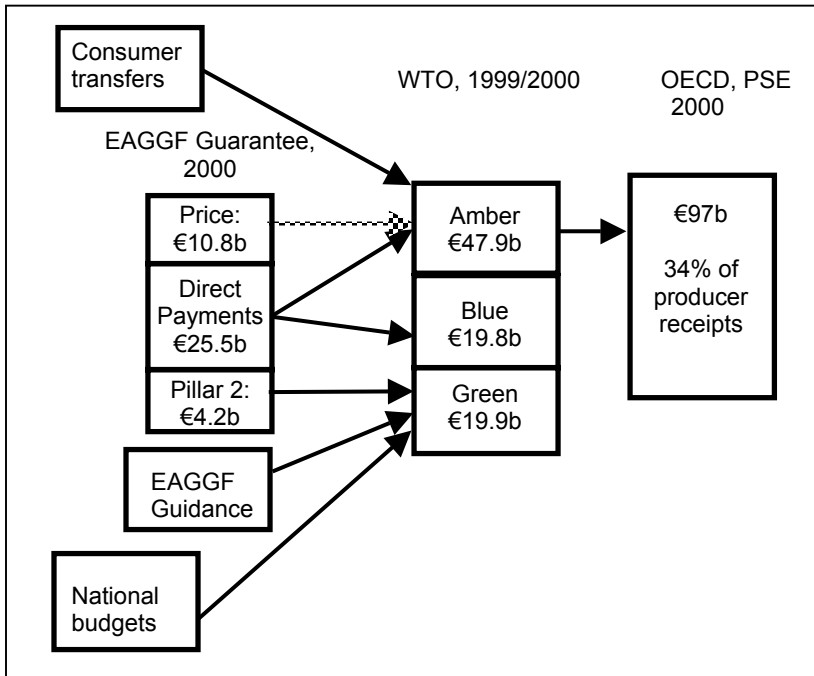 Consumer
transfers
WTO, 1999/2000
OECD, PSE
2000
EAGGF Guarantee,
2000
Price:
€10.8b
Direct
Payments
€25.5b
Pillar 2:
€4.2b
EAGGF
Guidance
National
budgets
Amber
€47.9b
Blue
€19.8b
Green
€19.9b
€97b
34% of
producer
receipts